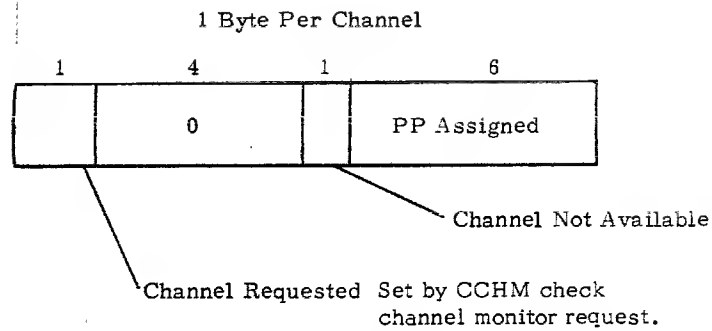 1 Byte Per Channel
1 4 1 6
0 PP Assigned
Channel Not Available
Channel Requested Set by CCHM check
channel monitor request.